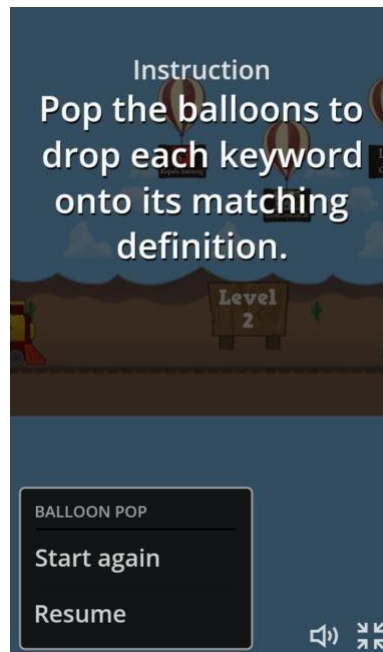 Instruction
Pop the balloons to
drop each keyword
onto its matching
definition.
Level
2
BALLOON POP
Start again
Resume